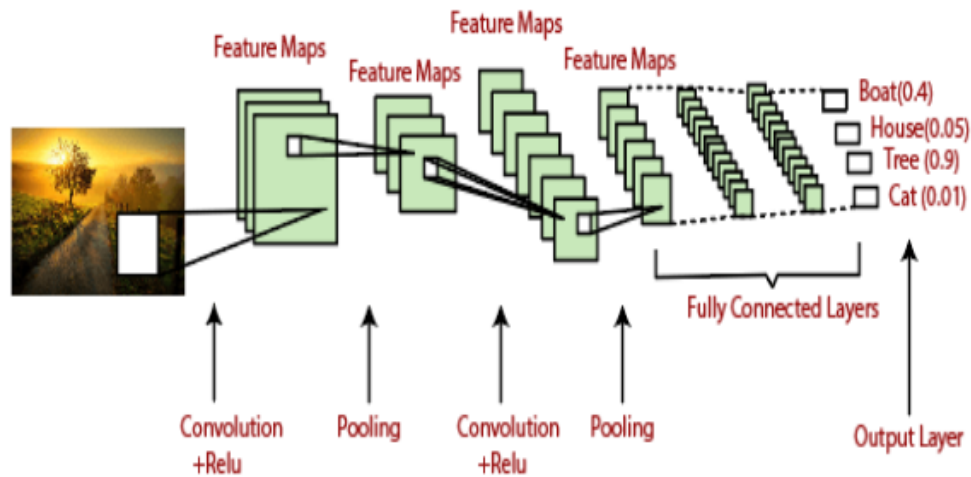 Feature Maps
Feature Maps
Feature Maps
Feature Maps
Boat(0.4)
House(0.05)
Tree (0.9)
Cat (0.01)
Fully Connected Layers
Convolution
+Relu
Pooling
Convolution
+Relu
Pooling
Output Layer